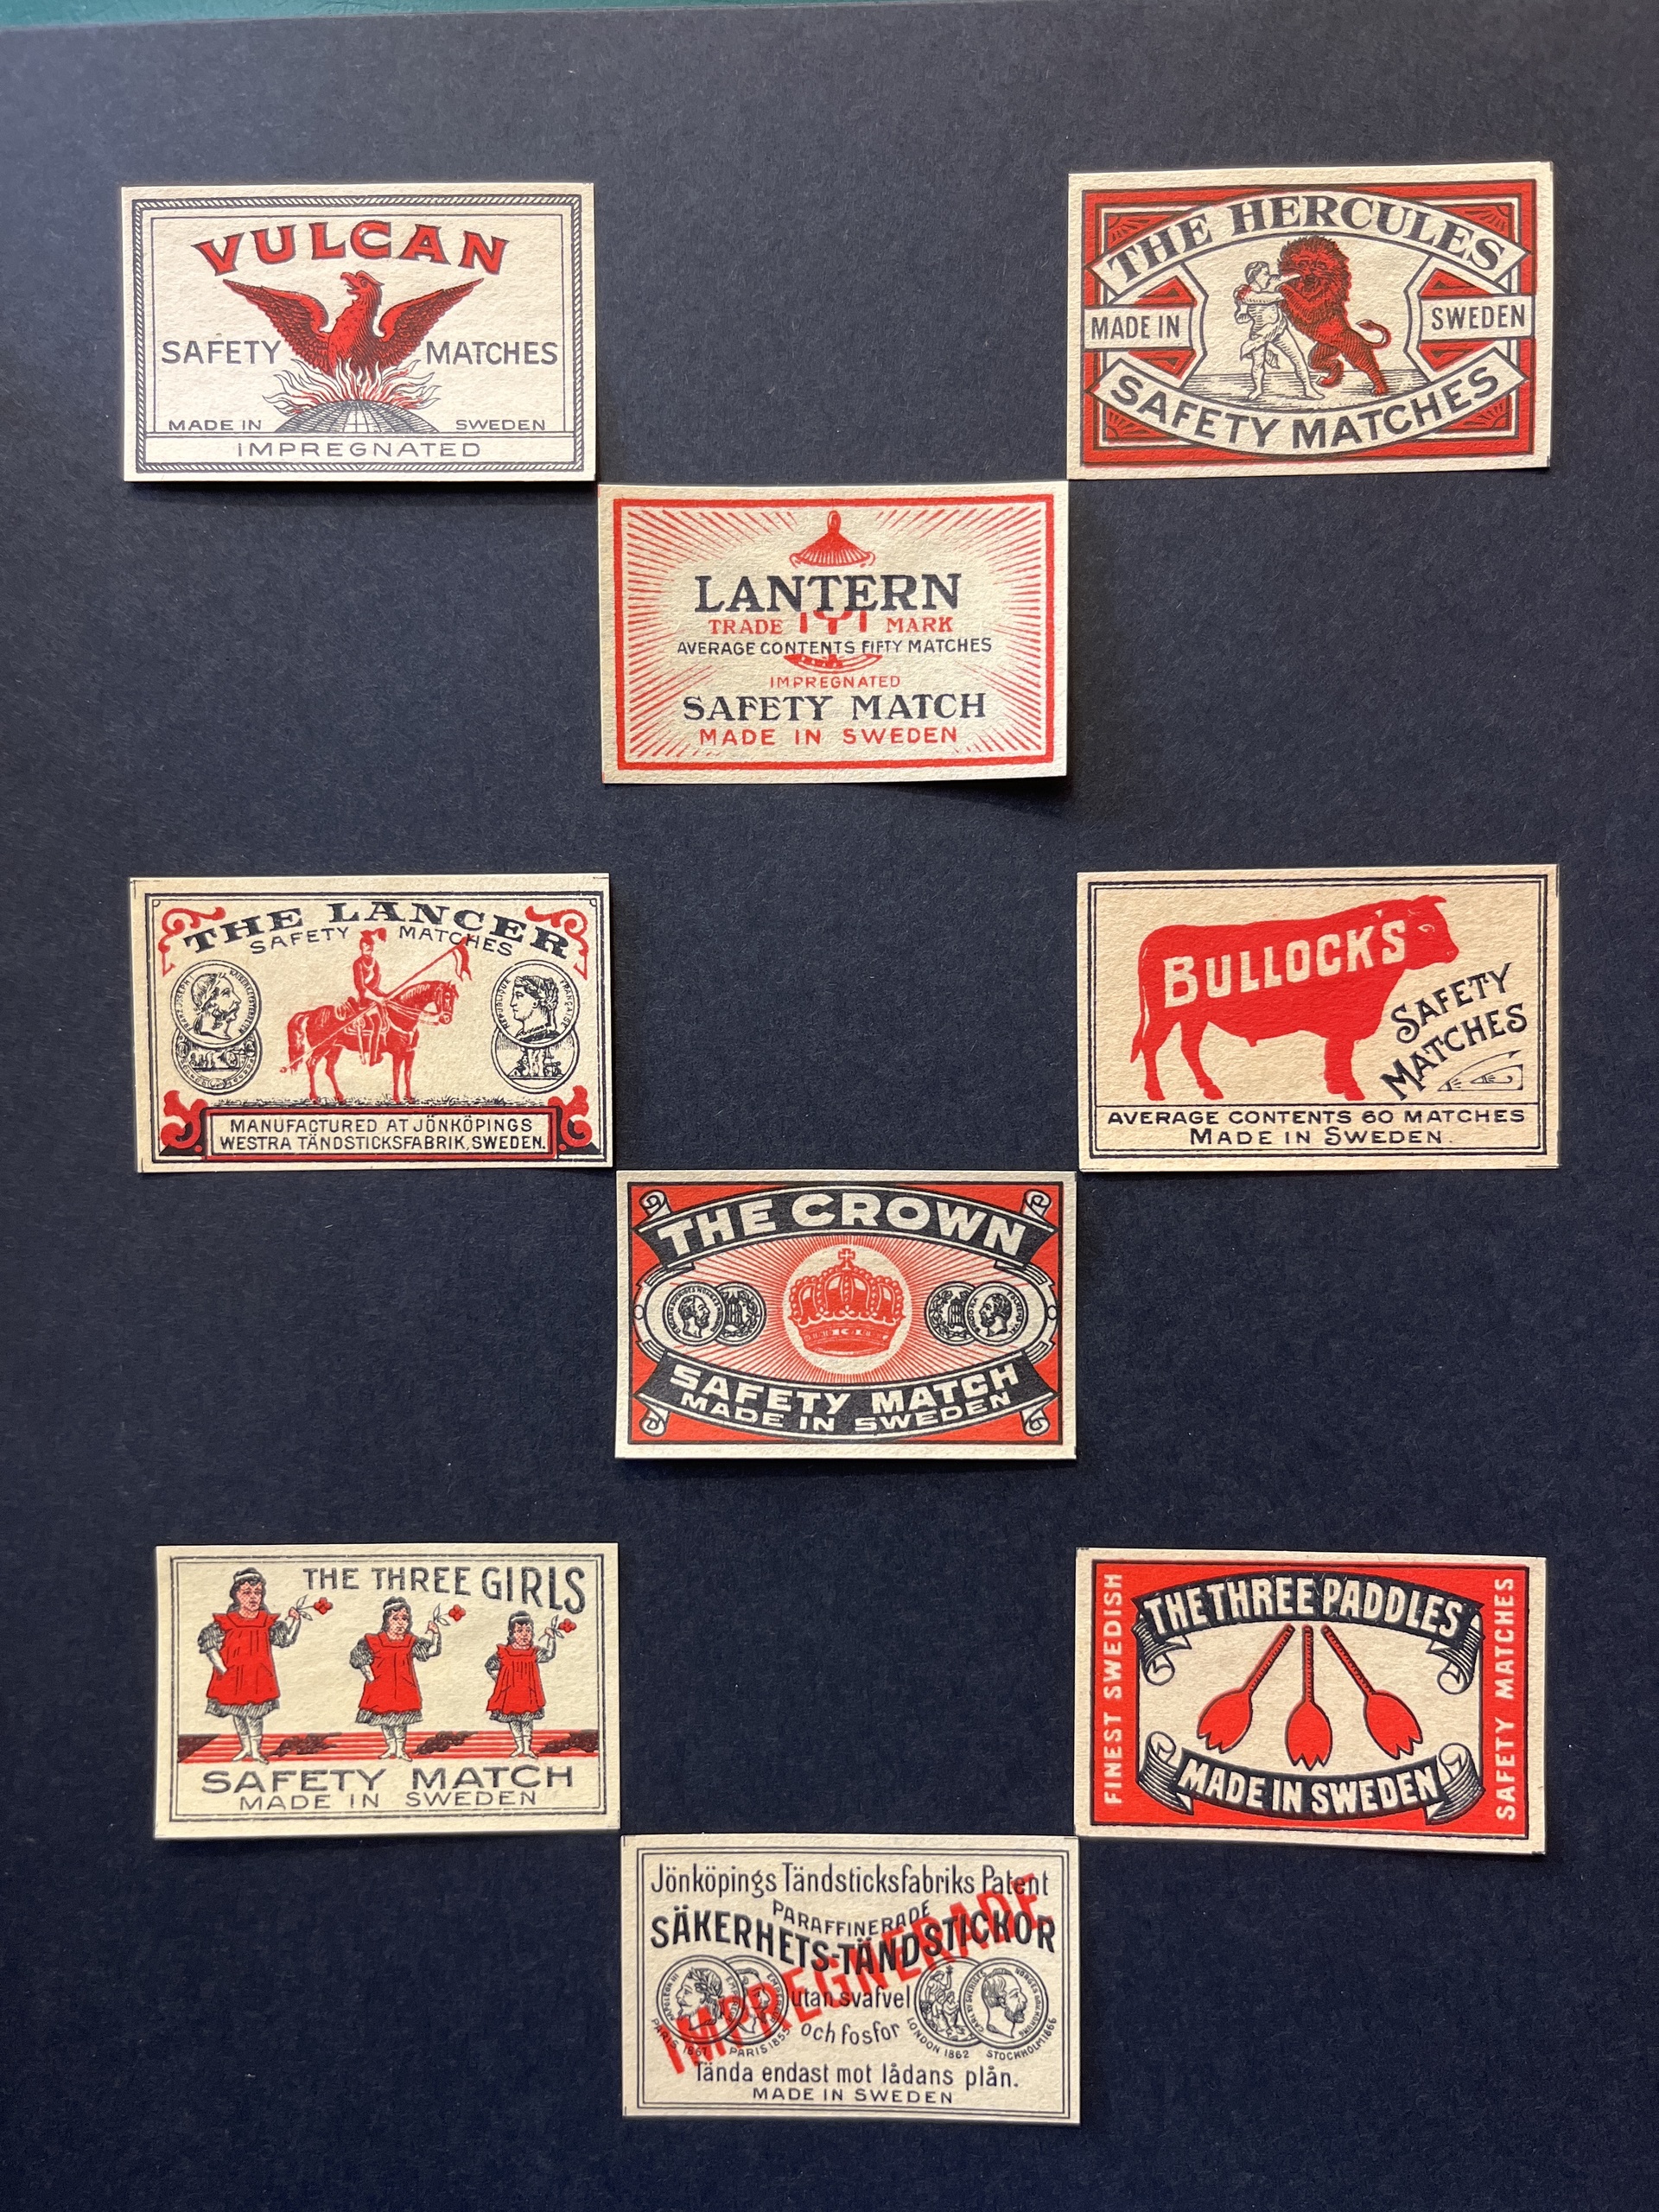 VULCAN
SAFETY MATCHES
MADE IN SWEDEN
IMPREGNATED
THE HERCULES
MADE IN SWEDEN
SAFETY MATCHES
LANTERN
TRADE MARK
AVERAGE CONTENTS FIFTY MATCHES
IMPREGNATED
SAFETY MATCH
MADE IN SWEDEN
THE LANCER
SAFETY MATCHES
MANUFACTURED AT JÖNKÖPINGS
WESTRA TÄNDSTICKSFABRIK, SWEDEN.
BULLOCKS
SAFETY
MATCHES
AVERAGE CONTENTS 60 MATCHES
MADE IN SWEDEN.
THE CROWN
SAFETY MATCH
MADE IN SWEDEN
THE THREE GIRLS
SAFETY MATCH
MADE IN SWEDEN
FINEST SWEDISH
THE THREE PADDLES
MADE IN SWEDEN
SAFETY MATCHES
Jönköpings Tändsticksfabriks Patent
PARAFFINERADE
SÄKERHETS-TÄNDSTICKOR
IMPREGNERADE
utan svafvel
och fosfor
PARIS 1867 PARIS 1855 LONDON 1862 STOCKHOLM 1866
Tända endast mot lådans plån.
MADE IN SWEDEN